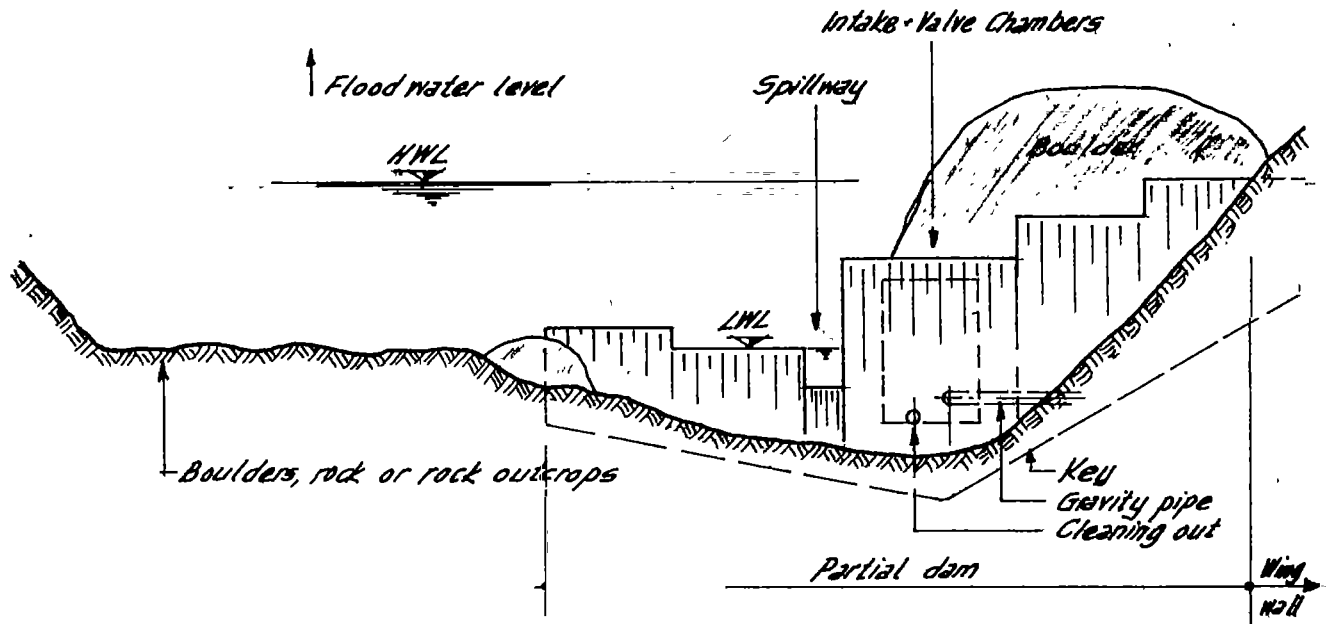 Intake + Valve Chambers
Flood water level
Spillway
HWL
Boulder
LWL
Boulders, rock or rock outcrops
Key
Gravity pipe
Cleaning out
Partial dam
Wing
wall